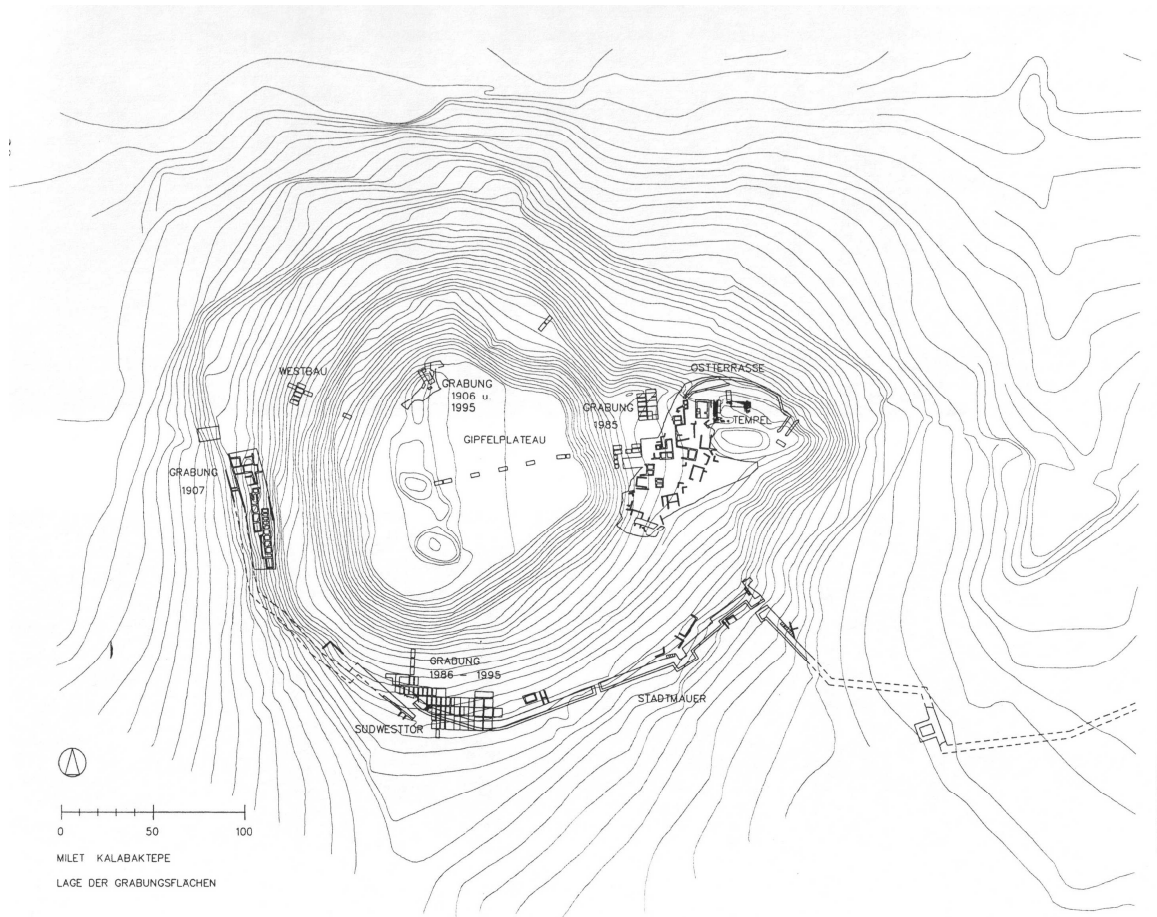 OSTTERRASSE
WESTBAU
GRABUNG
1906 u.
1995
GRABUNG
1985
TEMPEL
GIPFELPLATEAU
GRABUNG
1907
GRABUNG
1986 – 1995
STADTMAUER
SÜDWESTTOR
0 50 100
MILET KALABAKTEPE
LAGE DER GRABUNGSFLÄCHEN